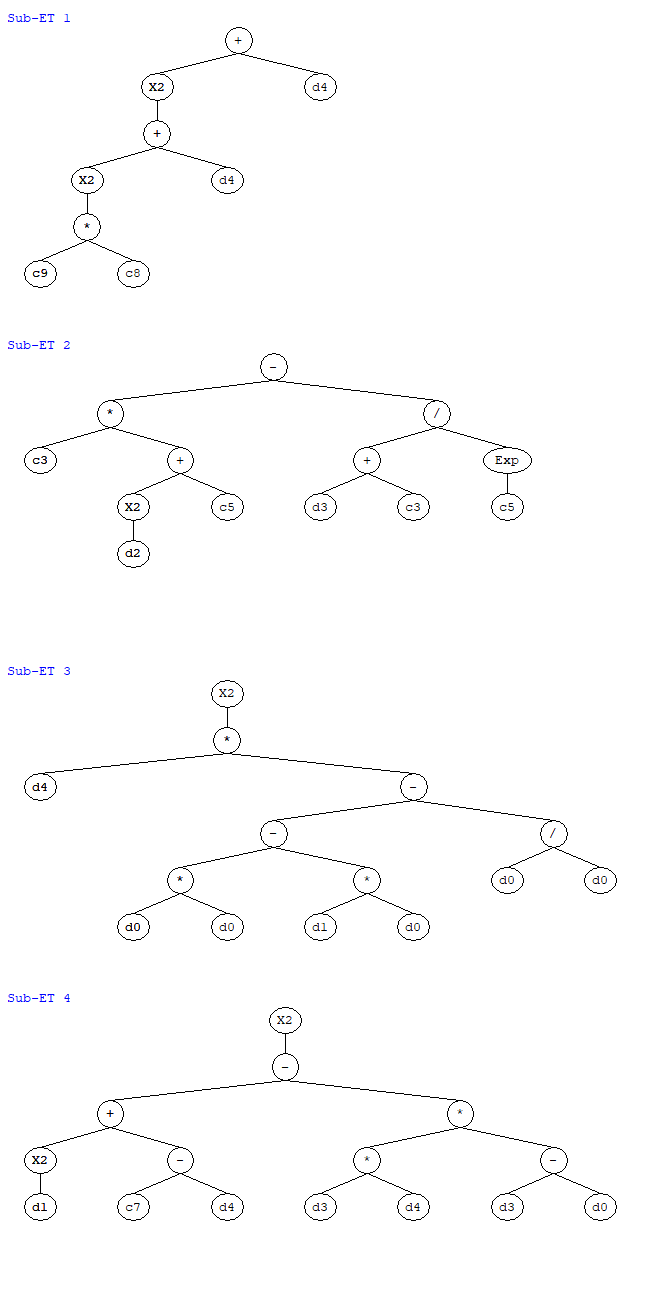 Sub-ET 1
+
X2 d4
+
X2 d4
*
c9 c8
Sub-ET 2
-
* /
c3 + + Exp
X2 c5 d3 c3 c5
d2
Sub-ET 3
X2
*
d4 -
- /
* * d0 d0
d0 d0 d1 d0
Sub-ET 4
X2
-
+ *
X2 - * -
d1 c7 d4 d3 d4 d3 d0